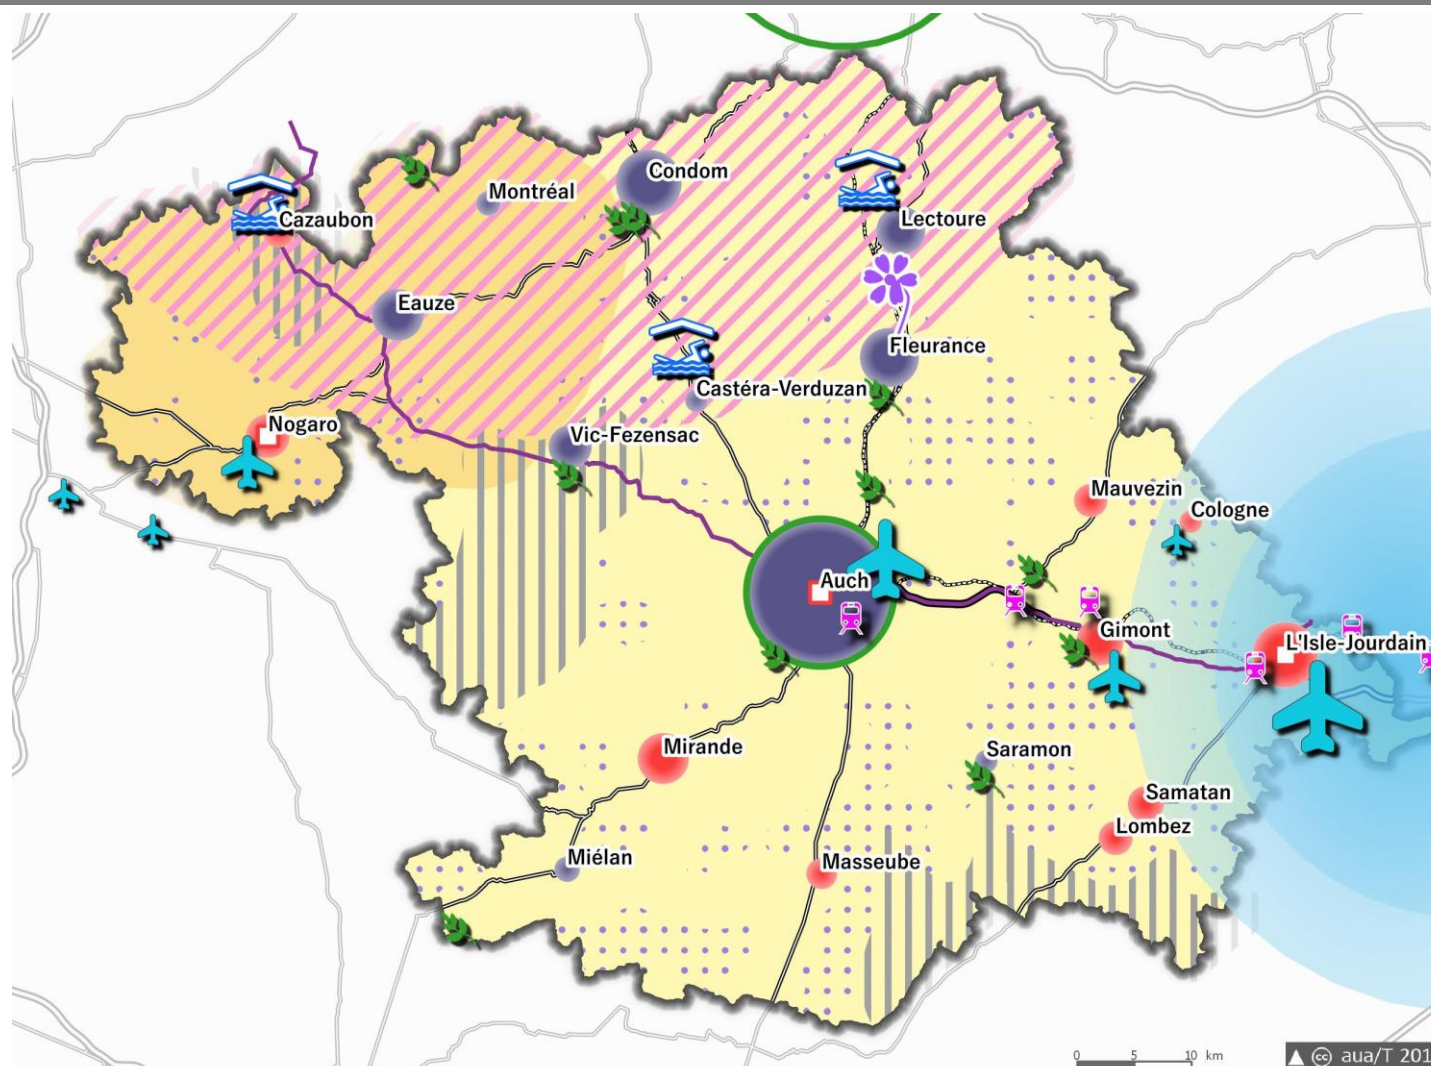 Condom
Montréal
Lectoure
Cazaubon
Eauze
Fleurance
Castéra-Verduzan
Nogaro
Vic-Fezensac
Mauvezin
Cologne
Auch
Gimont
L'Isle-Jourdain
Mirande
Saramon
Samatan
Lombez
Miélan
Masseube
0 5 10 km
cc aua/T 201